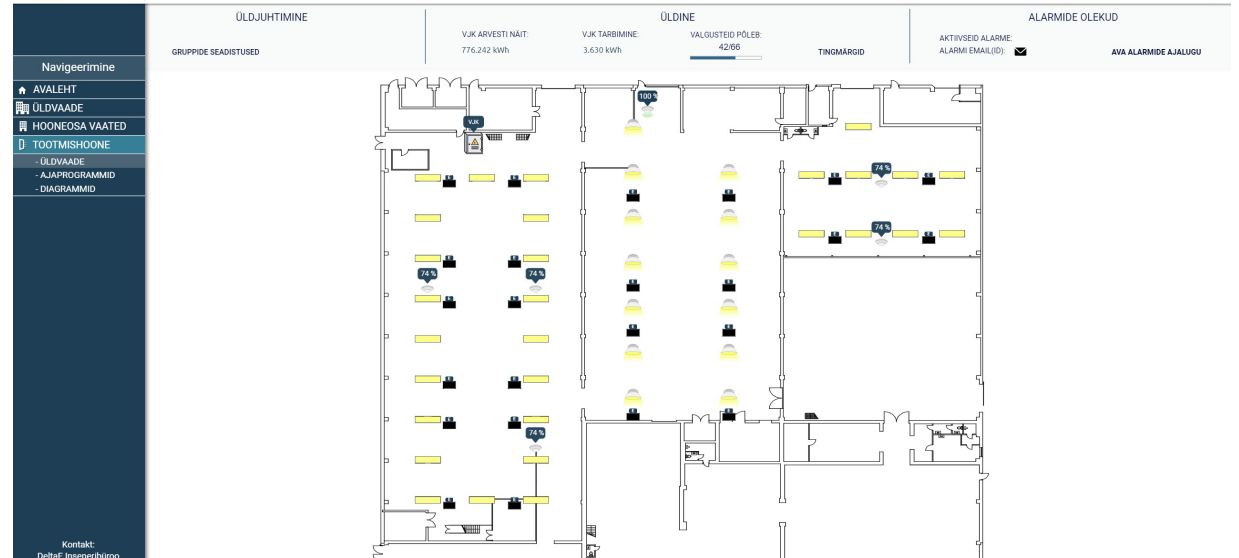 ÜLDJUHTIMINE
GRUPPIDE SEADISTUSED
ÜLDINE
VJK ARVESTI NÄIT:
776.242 kWh
VJK TARBIMINE:
3.630 kWh
VALGUSTEID PÕLEB:
42/66
TINGMÄRGID
ALARMIDE OLEKUD
AKTIIVSEID ALARME:
ALARMI EMAIL(ID):
AVA ALARMIDE AJALUGU
Navigeerimine
AVALEHT
ÜLDVAADE
HOONEOSA VAATED
TOOTMISHOONE
- ÜLDVAADE
- AJAPROGRAMMID
- DIAGRAMMID
Kontakt:
DeltaE Inseneribüroo
100 %
VJK
74 %
74 %
74 %
74 %
74 %